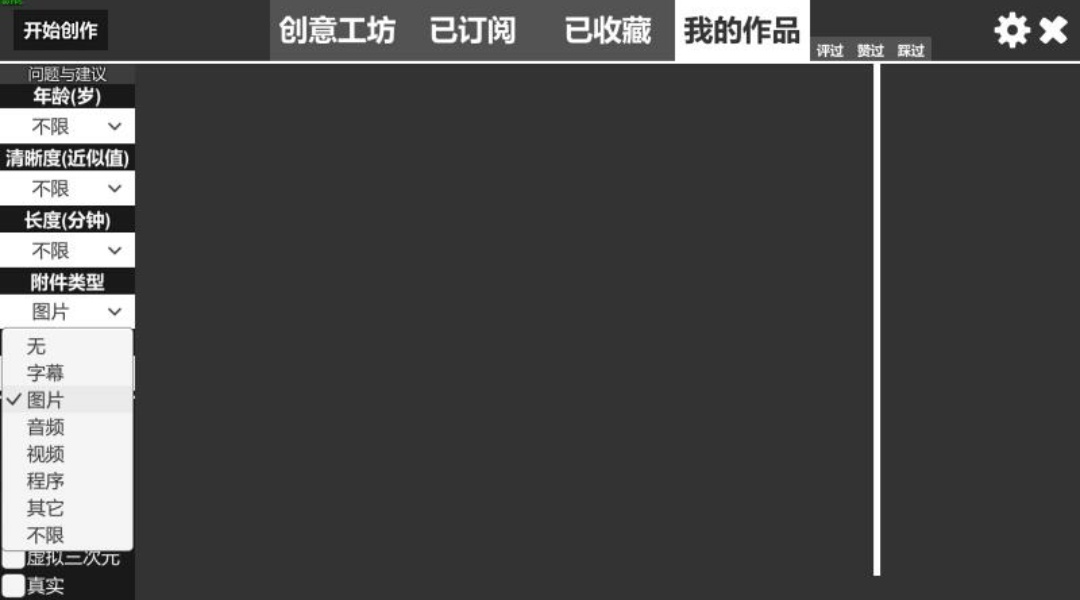 开始创作
创意工坊 已订阅 已收藏 我的作品
评过 赞过 踩过
问题与建议
年龄(岁)
不限
清晰度(近似值)
不限
长度(分钟)
不限
附件类型
图片
无
字幕
图片
音频
视频
程序
其它
不限
虚拟三次元
真实